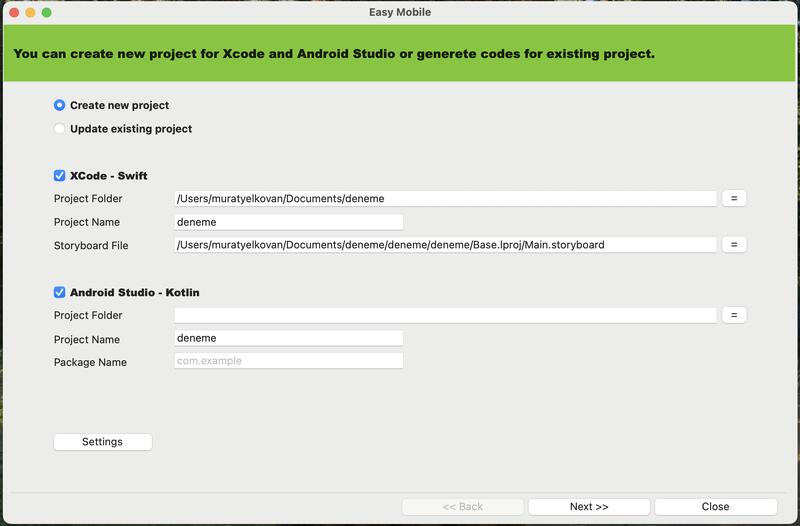 Easy Mobile
You can create new project for Xcode and Android Studio or generete codes for existing project.
Create new project
Update existing project
XCode - Swift
Project Folder /Users/muratyelkovan/Documents/deneme =
Project Name deneme
Storyboard File /Users/muratyelkovan/Documents/deneme/deneme/deneme/Base.lproj/Main.storyboard =
Android Studio - Kotlin
Project Folder =
Project Name deneme
Package Name com.example
Settings
<< Back Next >> Close